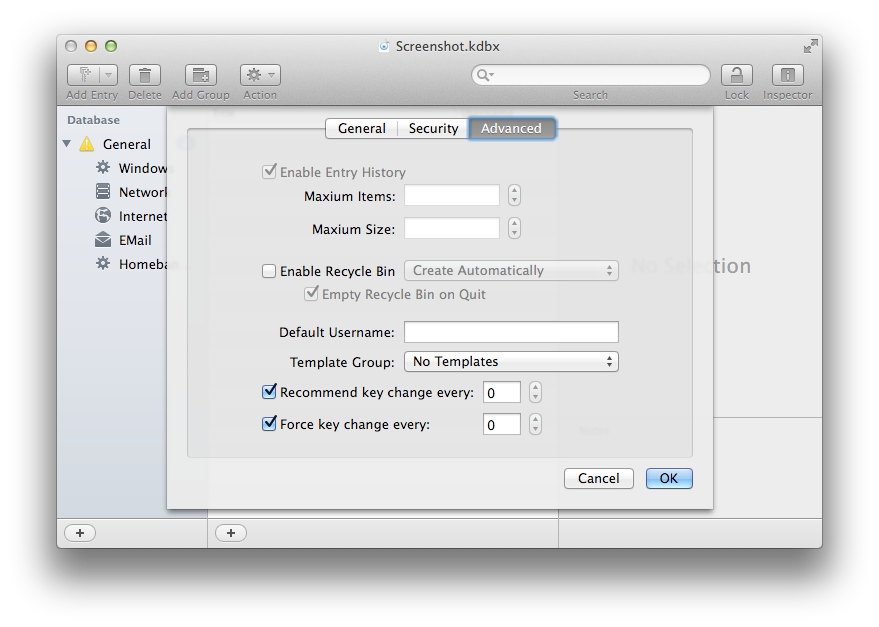 Screenshot.kdbx
Add Entry Delete Add Group Action Search Lock Inspector
Database
General Security Advanced
General
Enable Entry History
Windows
Maxium Items:
Network
Internet
Maxium Size:
EMail
Homeban
Enable Recycle Bin Create Automatically
No Selection
Empty Recycle Bin on Quit
Default Username:
Template Group: No Templates
Recommend key change every: 0
Force key change every: 0
Cancel OK